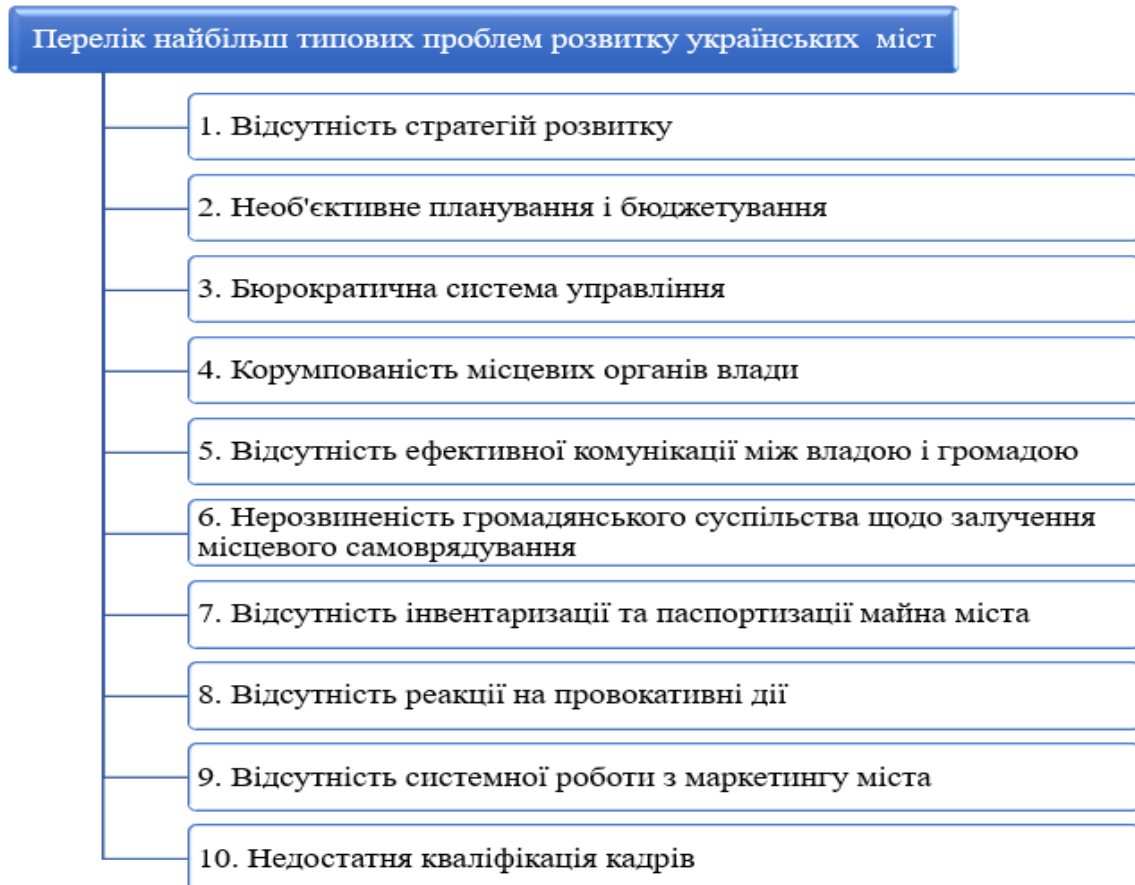 Перелік найбільш типових проблем розвитку українських міст
1. Відсутність стратегій розвитку
2. Необ'єктивне планування і бюджетування
3. Бюрократична система управління
4. Корумпованість місцевих органів влади
5. Відсутність ефективної комунікації між владою і громадою
6. Нерозвиненість громадянського суспільства щодо залучення
місцевого самоврядування
7. Відсутність інвентаризації та паспортизації майна міста
8. Відсутність реакції на провокативні дії
9. Відсутність системної роботи з маркетингу міста
10. Недостатня кваліфікація кадрів